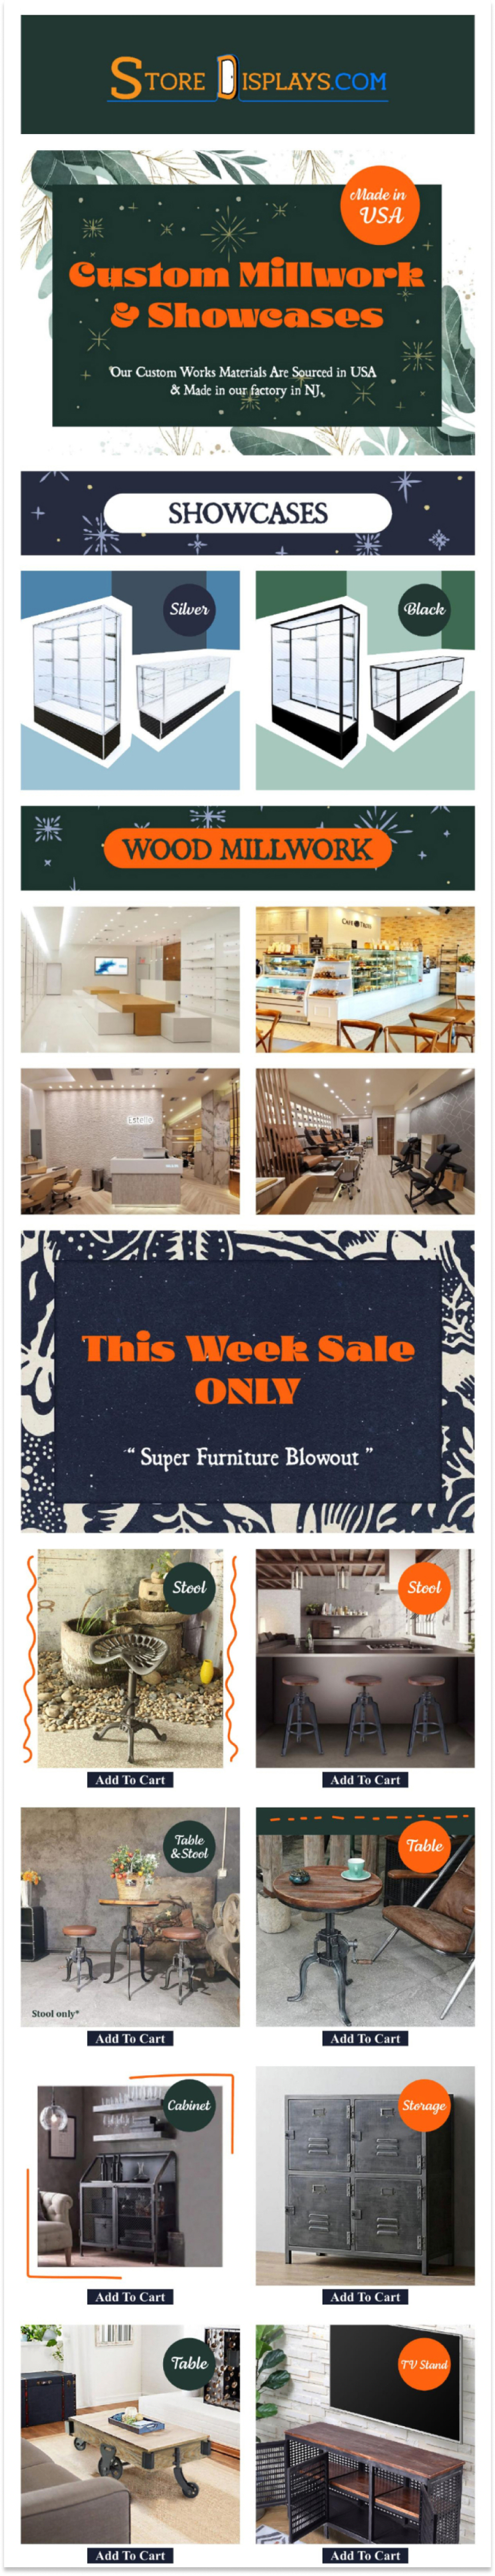 STORE DISPLAYS.COM
Made in
USA
Custom Millwork
& Showcases
"Our Custom Works Materials Are Sourced in USA
& Made in our factory in NJ.
SHOWCASES
Silver
Black
WOOD MILLWORK
Estelle
This Week Sale
ONLY
" Super Furniture Blowout "
Stool
Stool
Add To Cart
Add To Cart
Table
& Stool
Table
Stool only*
Add To Cart
Add To Cart
Cabinet
Storage
Add To Cart
Add To Cart
Table
TV Stand
Add To Cart
Add To Cart